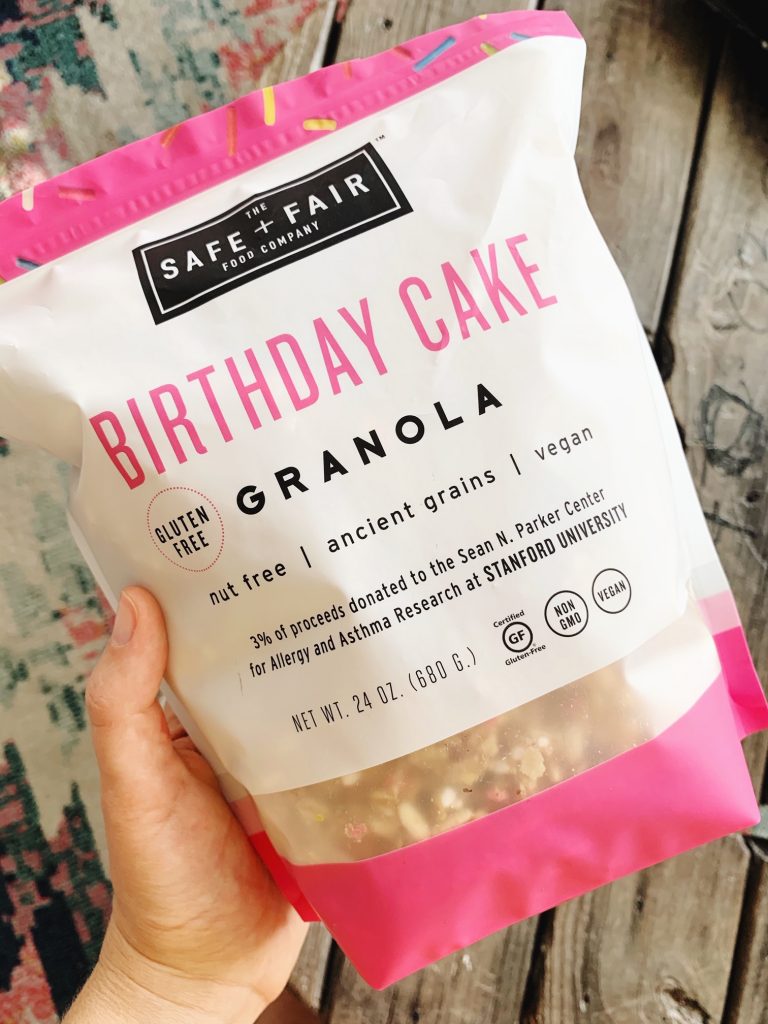 THE
SAFE + FAIR
FOOD COMPANY
™
BIRTHDAY CAKE
GRANOLA
GLUTEN
FREE
nut free | ancient grains | vegan
3% of proceeds donated to the Sean N. Parker Center
for Allergy and Asthma Research at STANFORD UNIVERSITY
NET WT. 24 OZ. (680 G.)
Certified
GF
Gluten-Free
NON
GMO
VEGAN